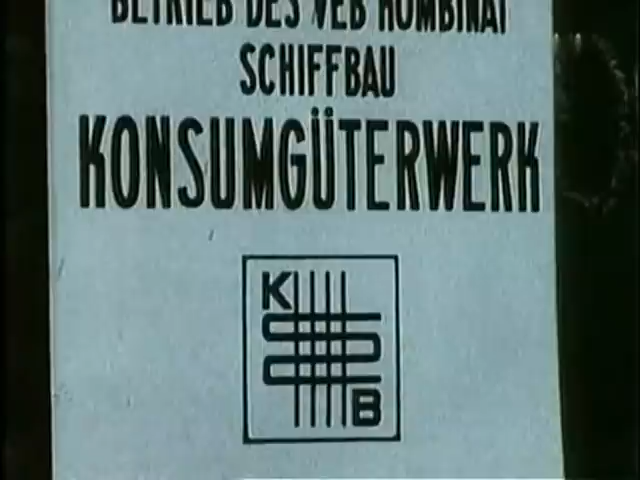 BETRIEB DES VEB KOMBINAT
SCHIFFBAU
KONSUMGÜTERWERK
K
S
B